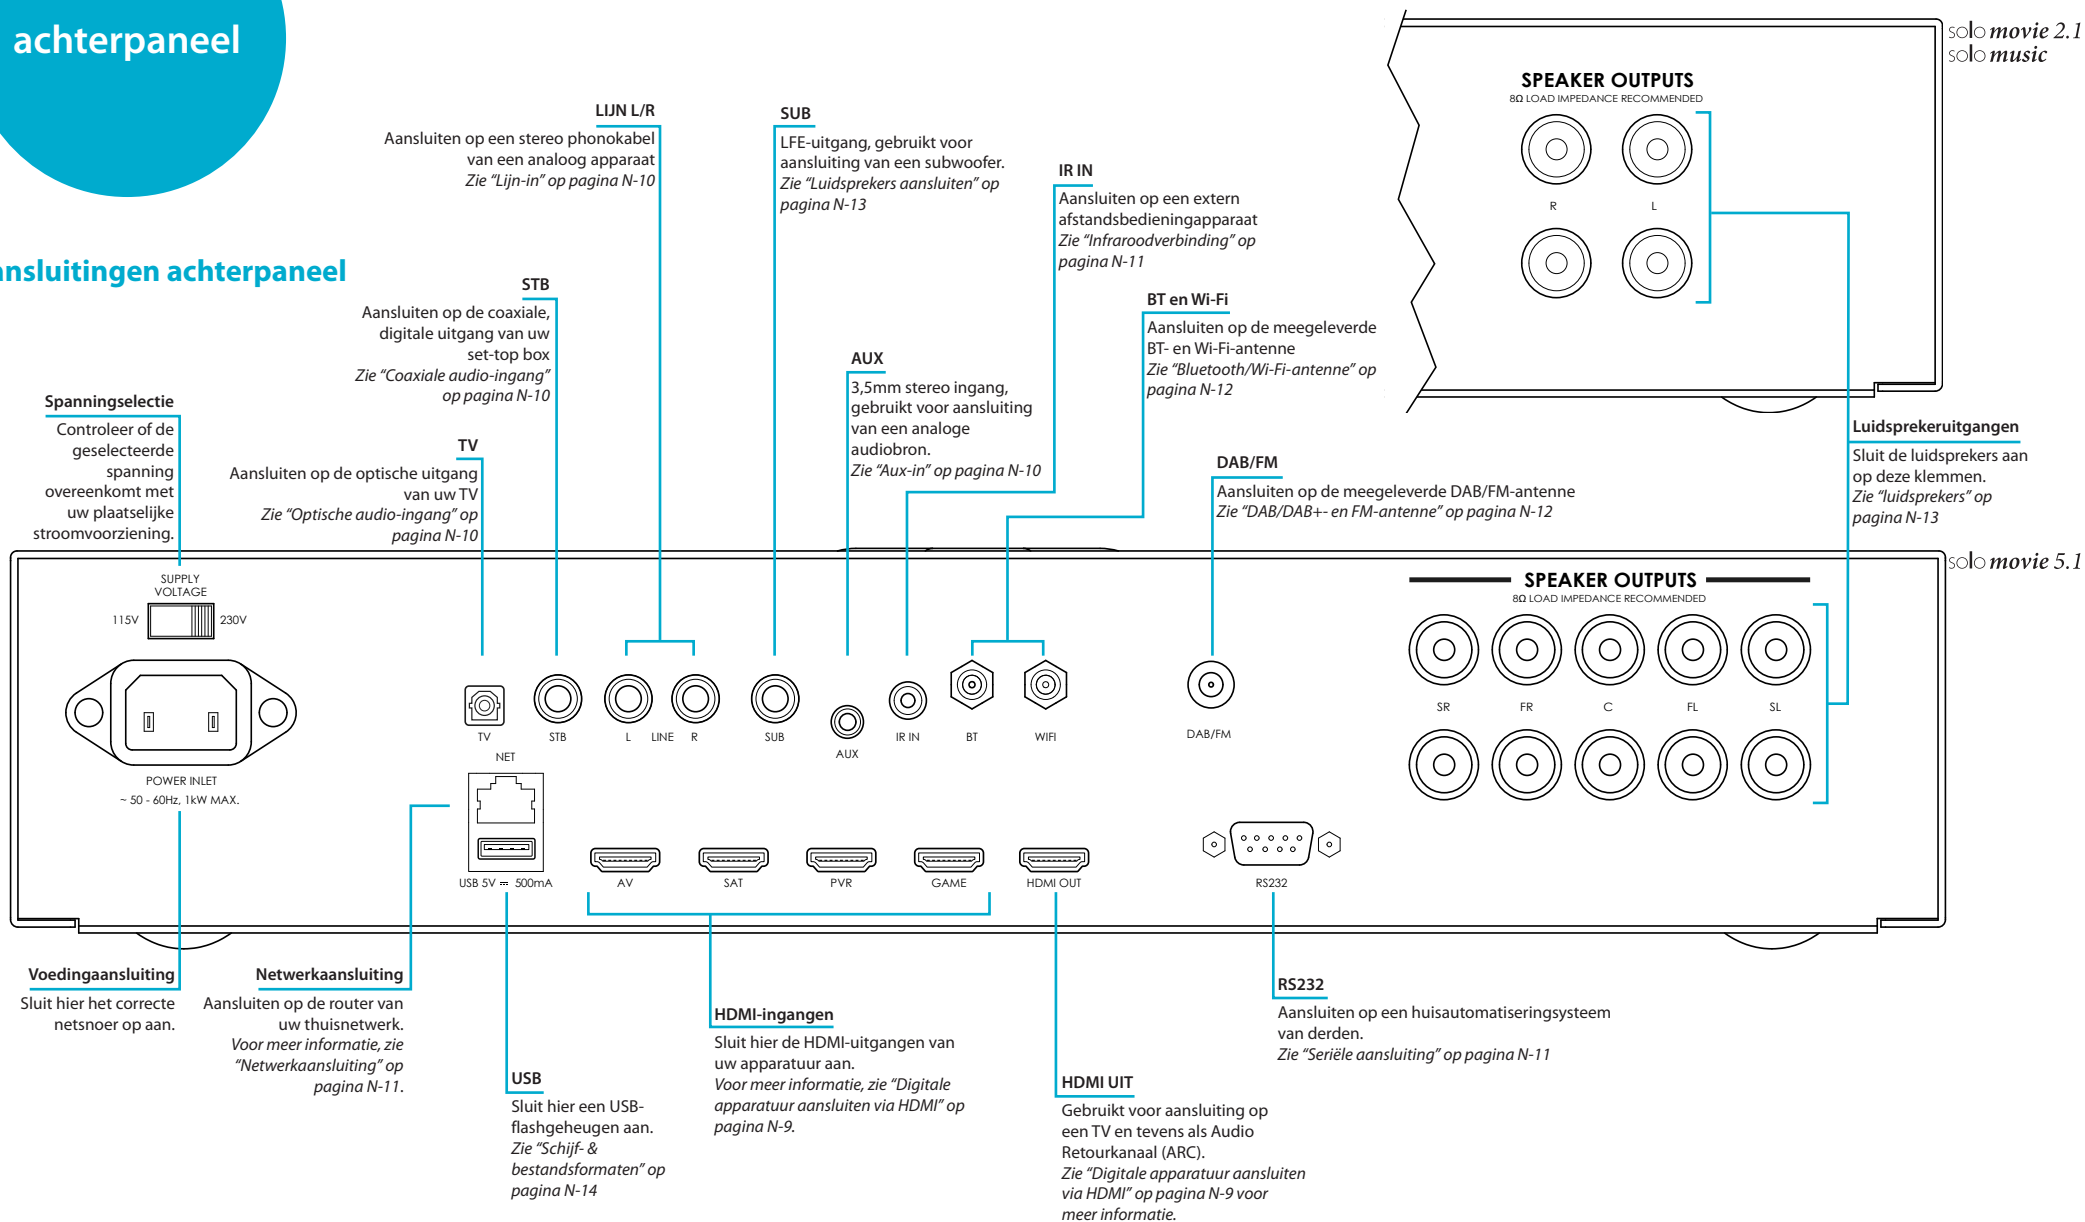 achterpaneel
nsluitingen achterpaneel
LIJN L/R
Aansluiten op een stereo phonokabel
van een analoog apparaat
Zie “Lijn-in” op pagina N-10
SUB
LFE-uitgang, gebruikt voor
aansluiting van een subwoofer.
Zie “Luidsprekers aansluiten” op
pagina N-13
IR IN
Aansluiten op een extern
afstandsbedieningapparaat
Zie “Infraroodverbinding” op
pagina N-11
STB
Aansluiten op de coaxiale,
digitale uitgang van uw
set-top box
Zie “Coaxiale audio-ingang”
op pagina N-10
AUX
3,5mm stereo ingang,
gebruikt voor aansluiting
van een analoge
audiobron.
Zie “Aux-in” op pagina N-10
BT en Wi-Fi
Aansluiten op de meegeleverde
BT- en Wi-Fi-antenne
Zie “Bluetooth/Wi-Fi-antenne” op
pagina N-12
Spanningselectie
Controleer of de
geselecteerde
spanning
overeenkomt met
uw plaatselijke
stroomvoorziening.
TV
Aansluiten op de optische uitgang
van uw TV
Zie “Optische audio-ingang” op
pagina N-10
DAB/FM
Aansluiten op de meegeleverde DAB/FM-antenne
Zie “DAB/DAB+- en FM-antenne” op pagina N-12
SPEAKER OUTPUTS
8Ω LOAD IMPEDANCE RECOMMENDED
R L
solo movie 2.1
solo music
Luidsprekeruitgangen
Sluit de luidsprekers aan
op deze klemmen.
Zie “luidsprekers” op
pagina N-13
solo movie 5.1
SUPPLY
VOLTAGE
115V 230V
POWER INLET
~ 50 - 60Hz, 1kW MAX.
TV STB L LINE R SUB AUX IR IN BT WIFI DAB/FM
SPEAKER OUTPUTS
8Ω LOAD IMPEDANCE RECOMMENDED
SR FR C FL SL
NET
USB 5V ⎓ 500mA
AV SAT PVR GAME HDMI OUT RS232
Voedingaansluiting
Sluit hier het correcte
netsnoer op aan.
Netwerkaansluiting
Aansluiten op de router van
uw thuisnetwerk.
Voor meer informatie, zie
“Netwerkaansluiting” op
pagina N-11.
USB
Sluit hier een USB-
flashgeheugen aan.
Zie “Schijf- &
bestandsformaten” op
pagina N-14
HDMI-ingangen
Sluit hier de HDMI-uitgangen van
uw apparatuur aan.
Voor meer informatie, zie “Digitale
apparatuur aansluiten via HDMI” op
pagina N-9.
HDMI UIT
Gebruikt voor aansluiting op
een TV en tevens als Audio
Retourkanaal (ARC).
Zie “Digitale apparatuur aansluiten
via HDMI” op pagina N-9 voor
meer informatie.
RS232
Aansluiten op een huisautomatiseringsysteem
van derden.
Zie “Seriële aansluiting” op pagina N-11